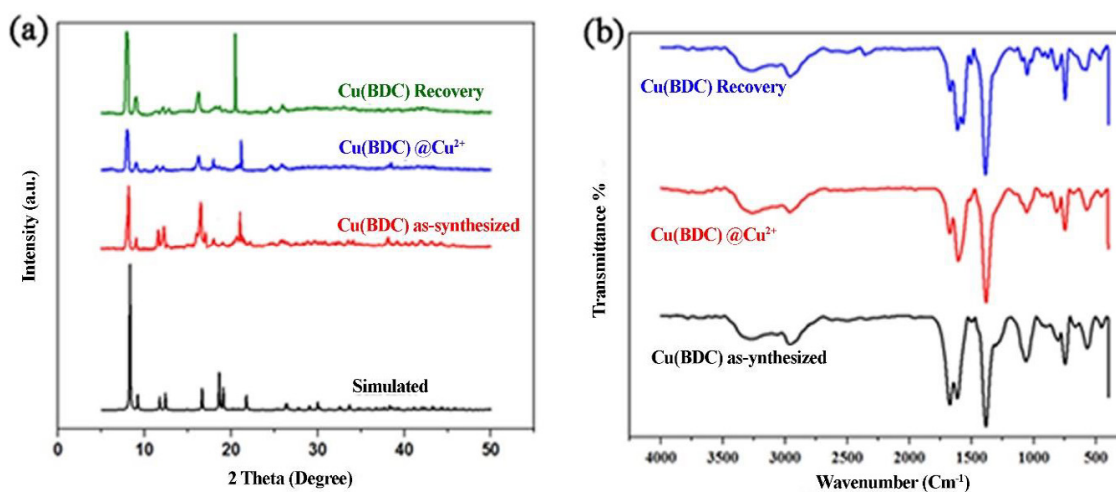 (a)
Cu(BDC) Recovery
Cu(BDC) @Cu²⁺
Cu(BDC) as-synthesized
Simulated
Intensity (a.u.)
0 10 20 30 40 50
2 Theta (Degree)
(b)
Cu(BDC) Recovery
Cu(BDC) @Cu²⁺
Cu(BDC) as-ynthesized
Transmittance %
4000 3500 3000 2500 2000 1500 1000 500
Wavenumber (Cm⁻¹)